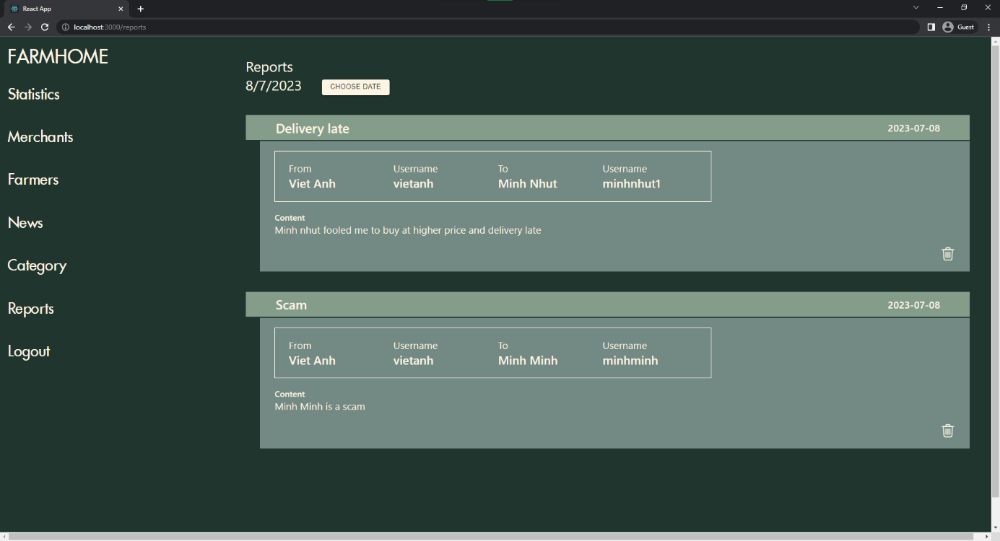 React App
localhost:3000/reports
Guest
FARMHOME
Statistics
Merchants
Farmers
News
Category
Reports
Logout
Reports
8/7/2023
CHOOSE DATE
Delivery late 2023-07-08
From Username To Username
Viet Anh vietanh Minh Nhut minhnhut1
Content
Minh nhut fooled me to buy at higher price and delivery late
Scam 2023-07-08
From Username To Username
Viet Anh vietanh Minh Minh minhminh
Content
Minh Minh is a scam